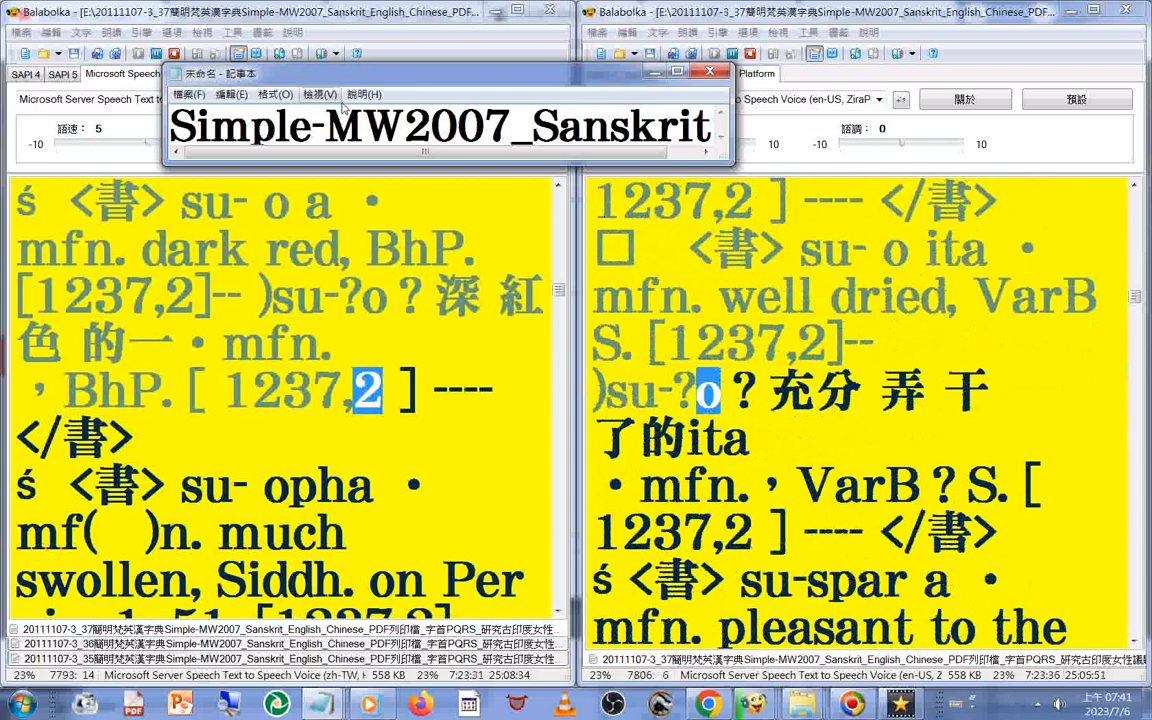 Balabolka - [E:\20111107-3_37簡明梵英漢字典Simple-MW2007_Sanskrit_English_Chinese_PDF...
檔案 編輯 文字 朗讀 引擎 選項 檢視 工具 書籤 說明
SAPI 4 SAPI 5 Microsoft Speech
Microsoft Server Speech Text to
語速： 5
-10
未命名 - 記事本
檔案(F) 編輯(E) 格式(O) 檢視(V) 說明(H)
Simple-MW2007_Sanskrit
ś <書> su- o a •
mfn. dark red, BhP.
[1237,2]-- )su-?o？深 紅
色 的一•mfn.
，BhP. [ 1237,2 ] ----
</書>
ś <書> su- opha •
mf( )n. much
swollen, Siddh. on Per
20111107-3_37簡明梵英漢字典Simple-MW2007_Sanskrit_English_Chinese_PDF列印檔_字首PQRS_研究古印度女性...
20111107-3_36簡明梵英漢字典Simple-MW2007_Sanskrit_English_Chinese_PDF列印檔_字首PQRS_研究古印度女性...
20111107-3_35簡明梵英漢字典Simple-MW2007_Sanskrit_English_Chinese_PDF列印檔_字首PQRS_研究古印度女性...
23% 7793: 14 Microsoft Server Speech Text to Speech Voice (zh-TW, 558 KB 23% 7:23:31 25:08:34
Balabolka - [E:\20111107-3_37簡明梵英漢字典Simple-MW2007_Sanskrit_English_Chinese_PDF...
檔案 編輯 文字 朗讀 引擎 選項 檢視 工具 書籤 說明
Platform
Speech Voice (en-US, ZiraP 關於 預設
語調： 0
10 -10 10
1237,2 ] ---- </書>
□ <書> su- o ita •
mfn. well dried, VarB
S. [1237,2]--
)su-?o？充分 弄 干
了的ita
•mfn.，VarB？S. [
1237,2 ] ---- </書>
ś <書> su-spar a •
mfn. pleasant to the
20111107-3_37簡明梵英漢字典Simple-MW2007_Sanskrit_English_Chinese_PDF列印檔_字首PQRS_研究古印度女性議
23% 7806: 6 Microsoft Server Speech Text to Speech Voice (en-US, Z 558 KB 23% 7:23:36 25:05:51
上午 07:41
2023/7/6